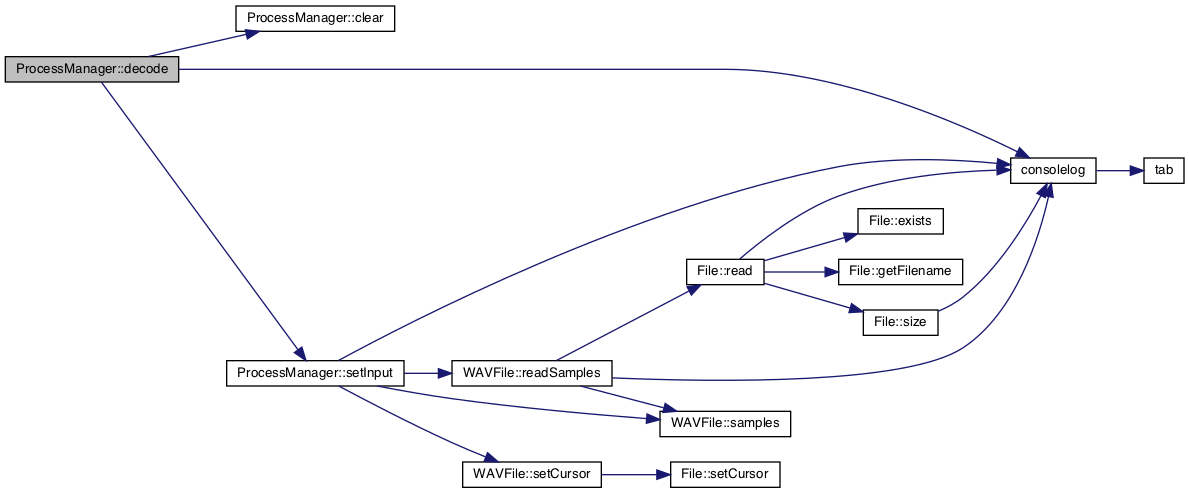 ProcessManager::clear
ProcessManager::decode
consolelog
tab
File::exists
File::read
File::getFilename
File::size
ProcessManager::setInput
WAVFile::readSamples
WAVFile::samples
WAVFile::setCursor
File::setCursor